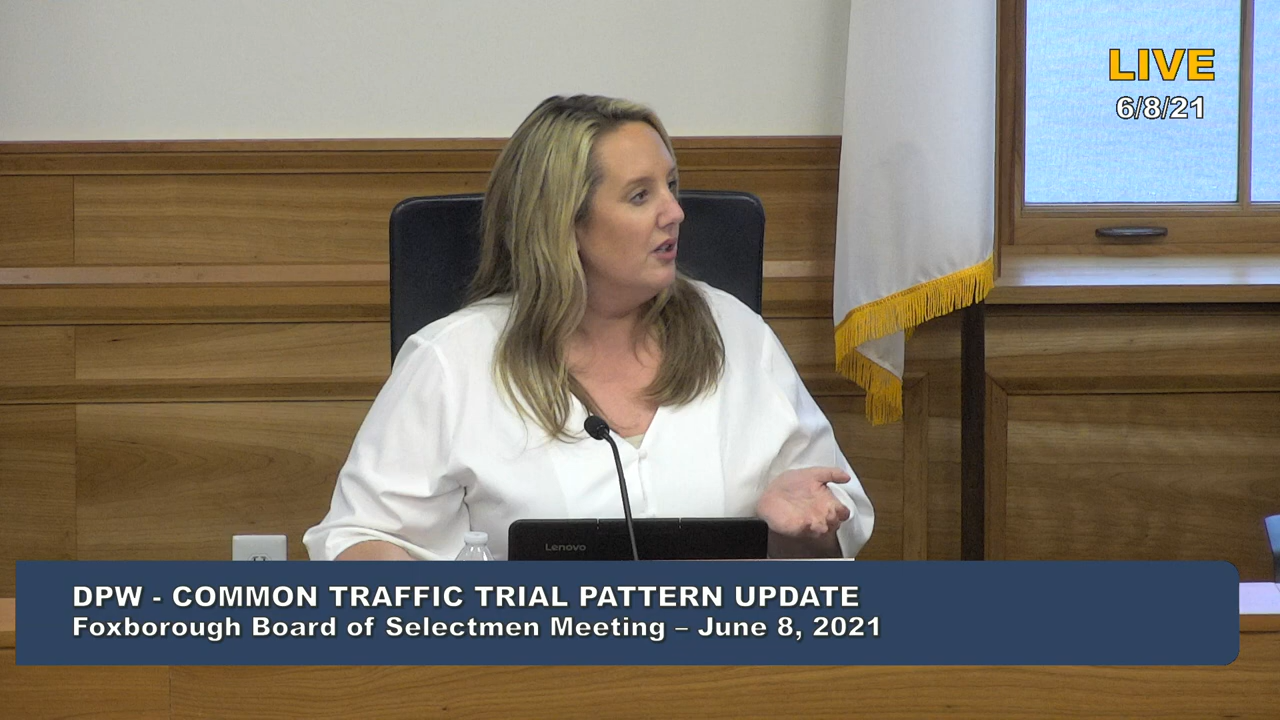 LIVE
6/8/21
Lenovo
DPW - COMMON TRAFFIC TRIAL PATTERN UPDATE
Foxborough Board of Selectmen Meeting – June 8, 2021